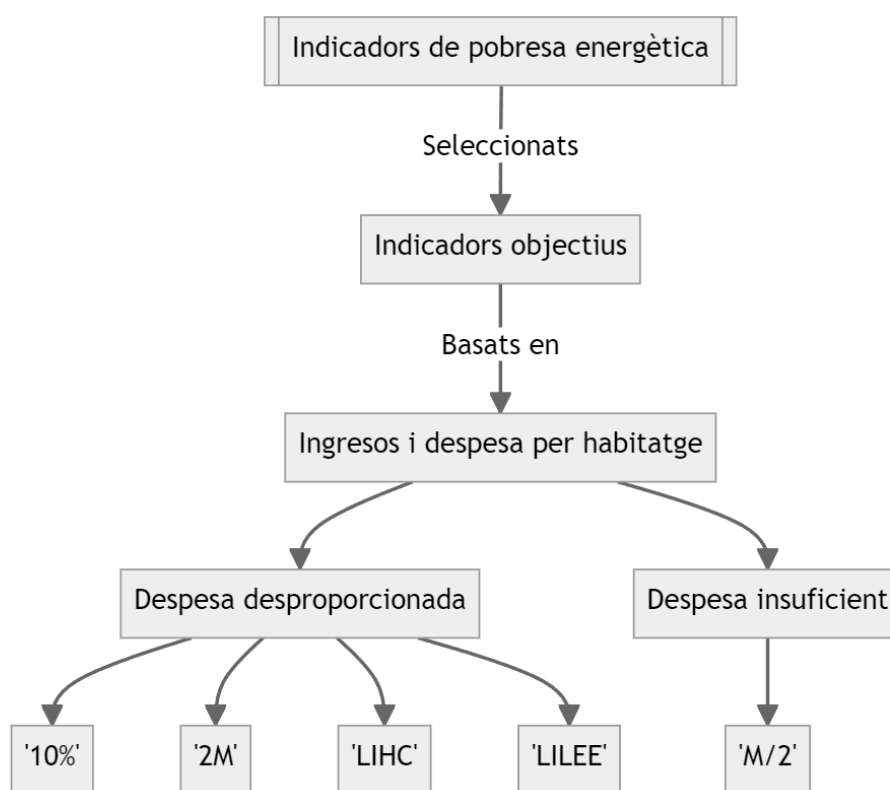 Indicadors de pobresa energètica
Seleccionats
Indicadors objectius
Basats en
Ingresos i despesa per habitatge
Despesa desproporcionada
Despesa insuficient
'10%'
'2M'
'LIHC'
'LILEE'
'M/2'